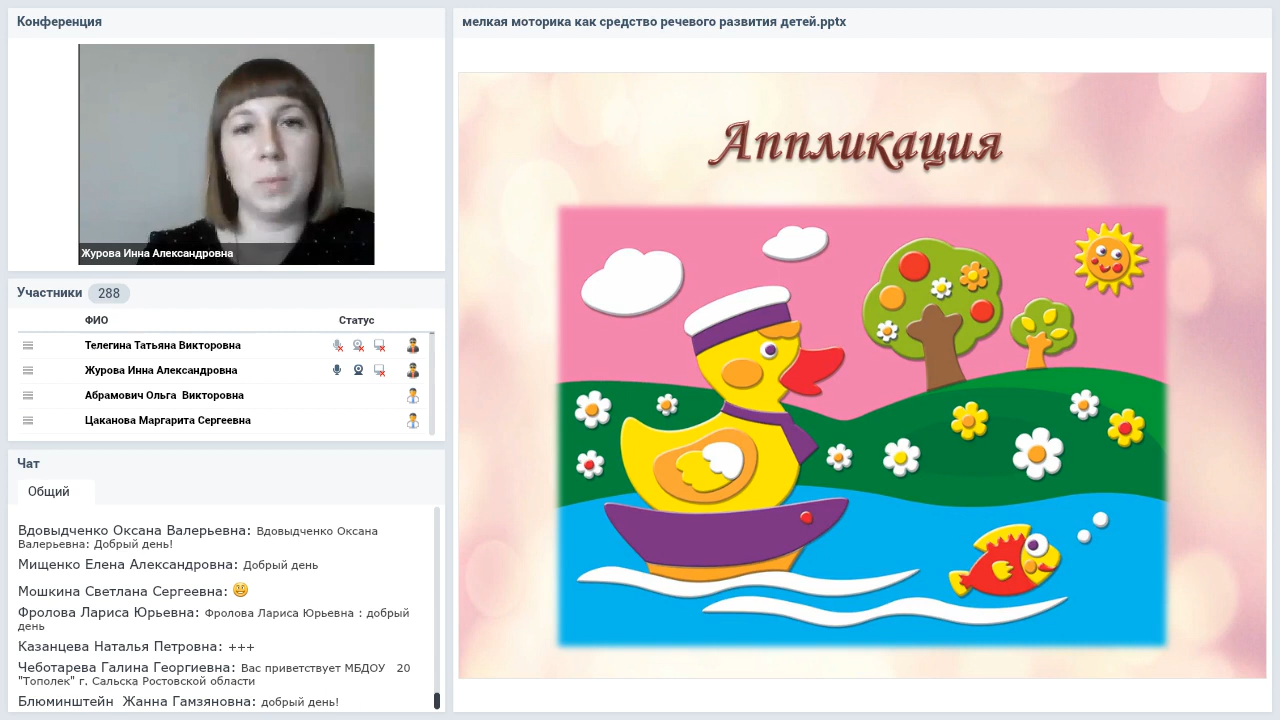 Конференция
Журова Инна Александровна
Участники 288
ФИО Статус
Телегина Татьяна Викторовна
Журова Инна Александровна
Абрамович Ольга Викторовна
Цаканова Маргарита Сергеевна
Чат
Общий
Вдовыдченко Оксана Валерьевна: Вдовыдченко Оксана
Валерьевна: Добрый день!
Мищенко Елена Александровна: Добрый день
Мошкина Светлана Сергеевна:
Фролова Лариса Юрьевна: Фролова Лариса Юрьевна : добрый
день
Казанцева Наталья Петровна: +++
Чеботарева Галина Георгиевна: Вас приветствует МБДОУ 20
"Тополек" г. Сальска Ростовской области
Блюминштейн Жанна Гамзяновна: добрый день!
мелкая моторика как средство речевого развития детей.pptx
Аппликация